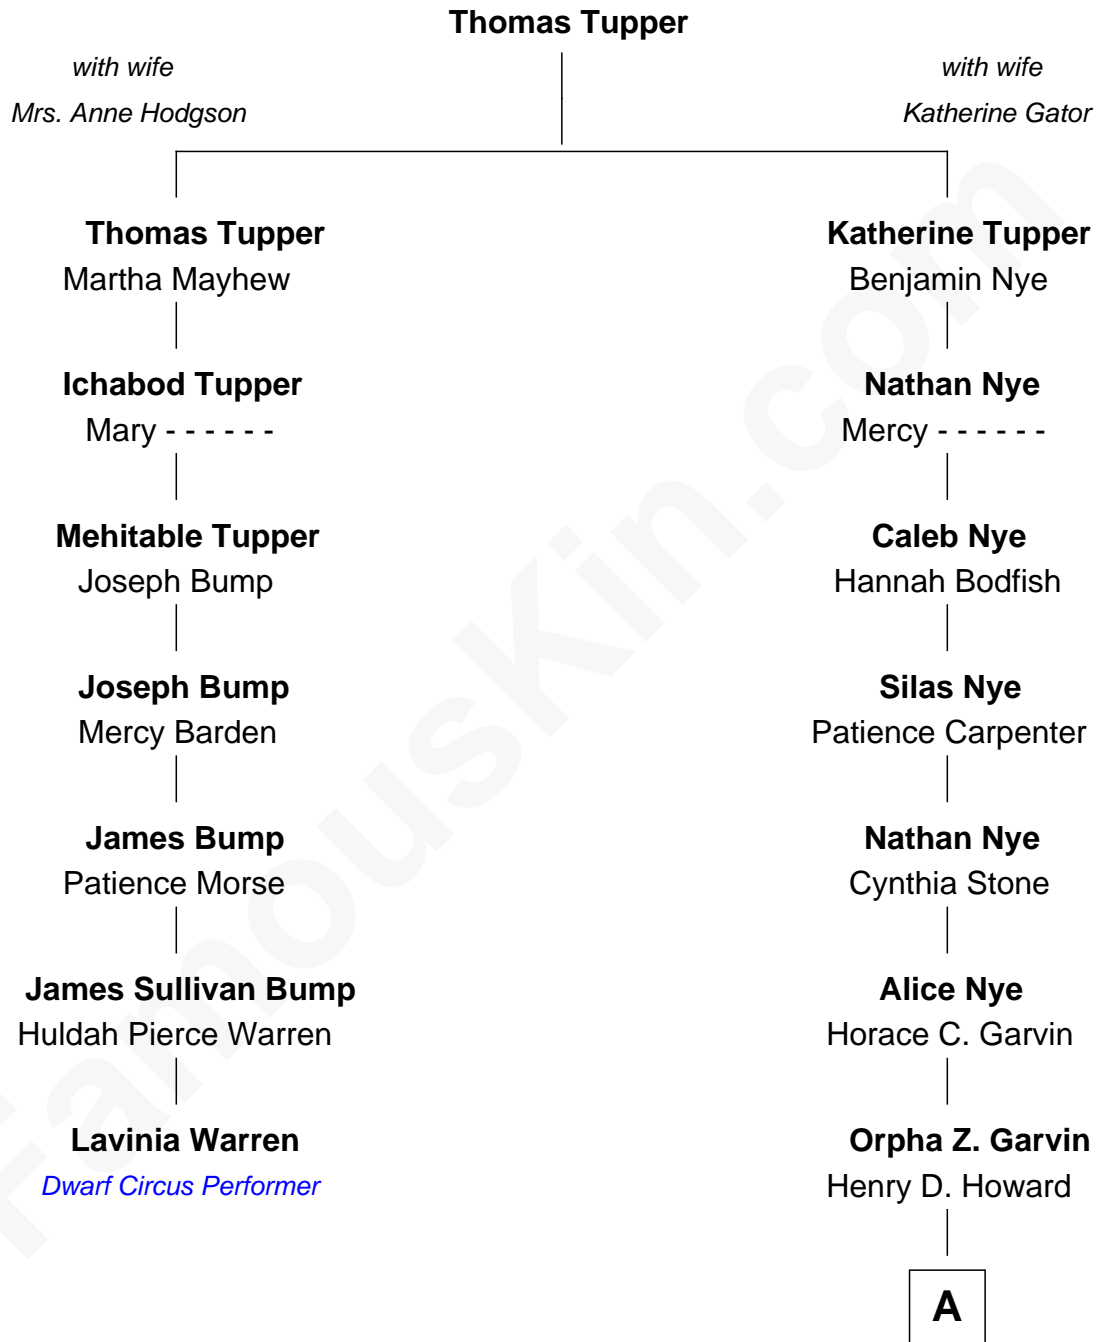 Thomas Tupper
with wife
Mrs. Anne Hodgson
with wife
Katherine Gator
Thomas Tupper
Martha Mayhew
Katherine Tupper
Benjamin Nye
Ichabod Tupper
Mary - - - - - -
Nathan Nye
Mercy - - - - - -
Mehitable Tupper
Joseph Bump
Caleb Nye
Hannah Bodfish
Joseph Bump
Mercy Barden
Silas Nye
Patience Carpenter
James Bump
Patience Morse
Nathan Nye
Cynthia Stone
James Sullivan Bump
Huldah Pierce Warren
Alice Nye
Horace C. Garvin
Lavinia Warren
Dwarf Circus Performer
Orpha Z. Garvin
Henry D. Howard
A
FamousKin.com